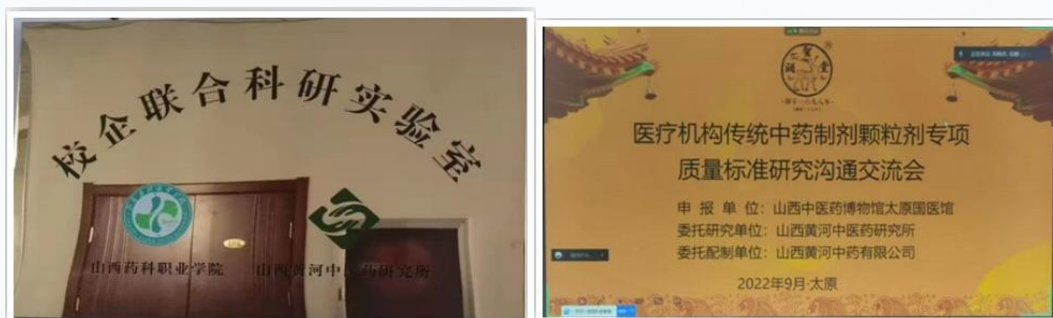 校企联合科研实验室
山西药科职业学院
山西黄河中医药研究所
医疗机构传统中药制剂颗粒剂专项
质量标准研究沟通交流会
申报单位：山西中医药博物馆太原国医馆
委托研究单位：山西黄河中医药研究所
委托配制单位：山西黄河中药有限公司
2022年9月·太原